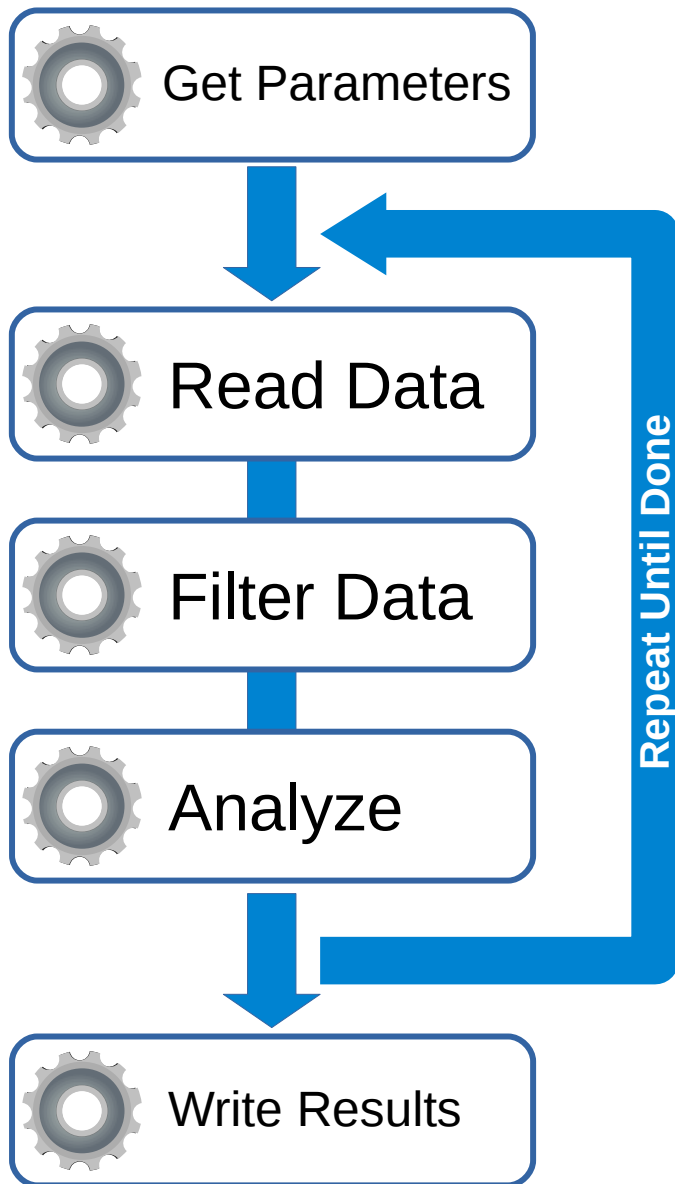 Get Parameters
Read Data
Filter Data
Analyze
Repeat Until Done
Write Results